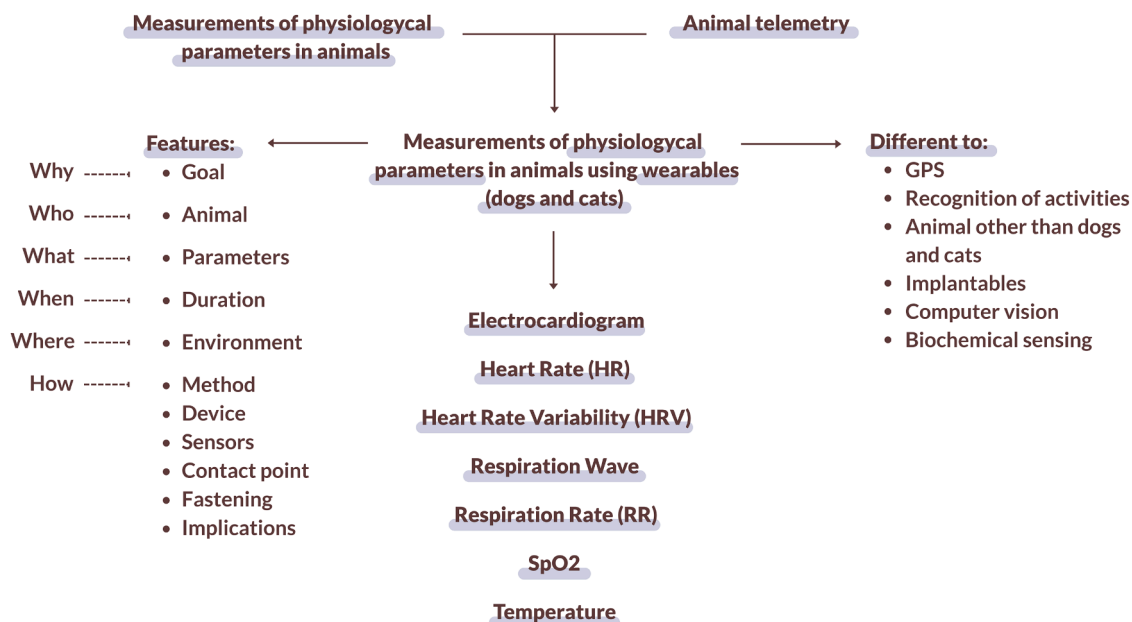 Measurements of physiologycal
parameters in animals
Animal telemetry
Measurements of physiologycal
parameters in animals using wearables
(dogs and cats)
Features:
Why
• Goal
Who
• Animal
What
• Parameters
When
• Duration
Where
• Environment
How
• Method
• Device
• Sensors
• Contact point
• Fastening
• Implications
Electrocardiogram
Heart Rate (HR)
Heart Rate Variability (HRV)
Respiration Wave
Respiration Rate (RR)
SpO2
Temperature
Different to:
• GPS
• Recognition of activities
• Animal other than dogs
and cats
• Implantables
• Computer vision
• Biochemical sensing